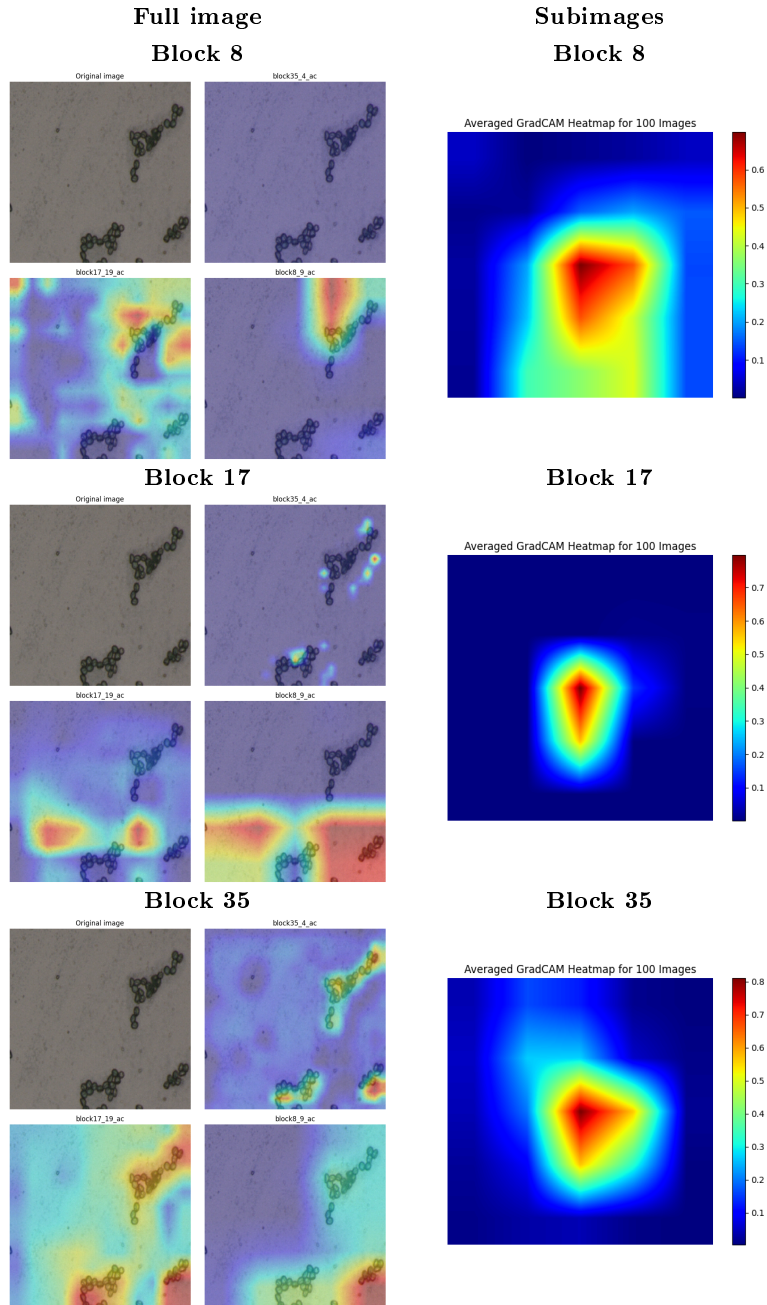 Full image
Subimages
Block 8
Block 8
Original image
block35_4_ac
Averaged GradCAM Heatmap for 100 Images
0.6
0.5
0.4
0.3
0.2
0.1
block17_19_ac
block8_9_ac
Block 17
Block 17
Original image
block35_4_ac
Averaged GradCAM Heatmap for 100 Images
0.7
0.6
0.5
0.4
0.3
0.2
0.1
block17_19_ac
block8_9_ac
Block 35
Block 35
Original image
block35_4_ac
Averaged GradCAM Heatmap for 100 Images
0.8
0.7
0.6
0.5
0.4
0.3
0.2
0.1
block17_19_ac
block8_9_ac